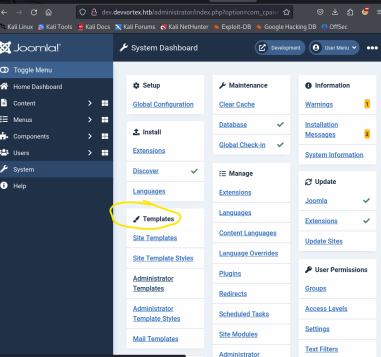 dev.devvortex.htb/administrator/index.php?option=com_cpane
Kali Linux
Kali Tools
Kali Docs
Kali Forums
Kali NetHunter
Exploit-DB
Google Hacking DB
OffSec
Joomla!
System Dashboard
Development
User Menu
Toggle Menu
Home Dashboard
Content
Menus
Components
Users
System
Help
Setup
Global Configuration
Install
Extensions
Discover
Languages
Templates
Site Templates
Site Template Styles
Administrator
Templates
Administrator
Template Styles
Mail Templates
Maintenance
Clear Cache
Database
Global Check-in
Manage
Extensions
Languages
Content Languages
Language Overrides
Plugins
Redirects
Scheduled Tasks
Site Modules
Administrator
Information
Warnings
1
Installation
Messages
3
System Information
Update
Joomla
Extensions
Update Sites
User Permissions
Groups
Access Levels
Settings
Text Filters